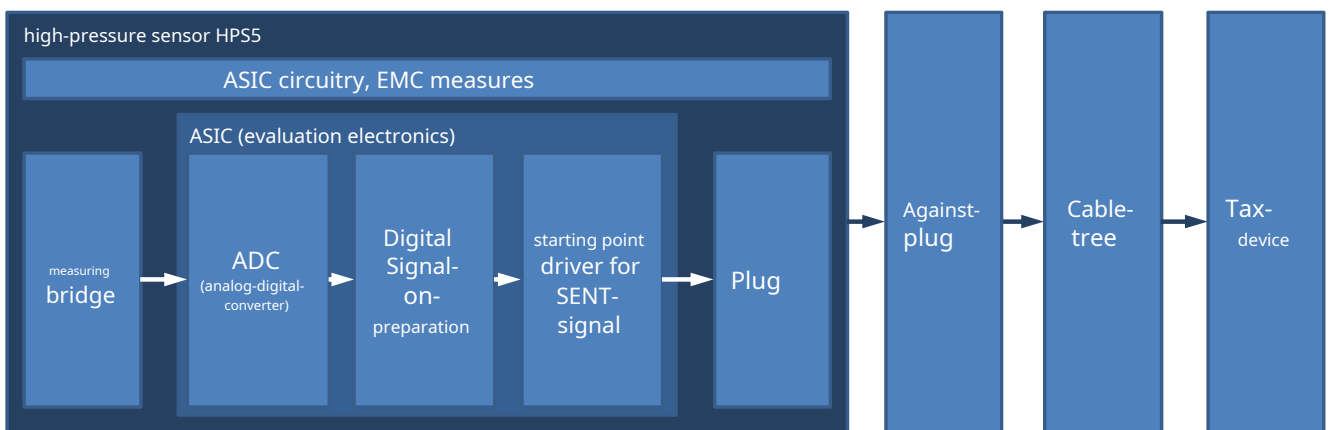 high-pressure sensor HPS5
ASIC circuitry, EMC measures
ASIC (evaluation electronics)
measuring
bridge
ADC
(analog-digital-
converter)
Digital
Signal-
on-
preparation
starting point
driver for
SENT-
signal
Plug
Against-
plug
Cable-
tree
Tax-
device